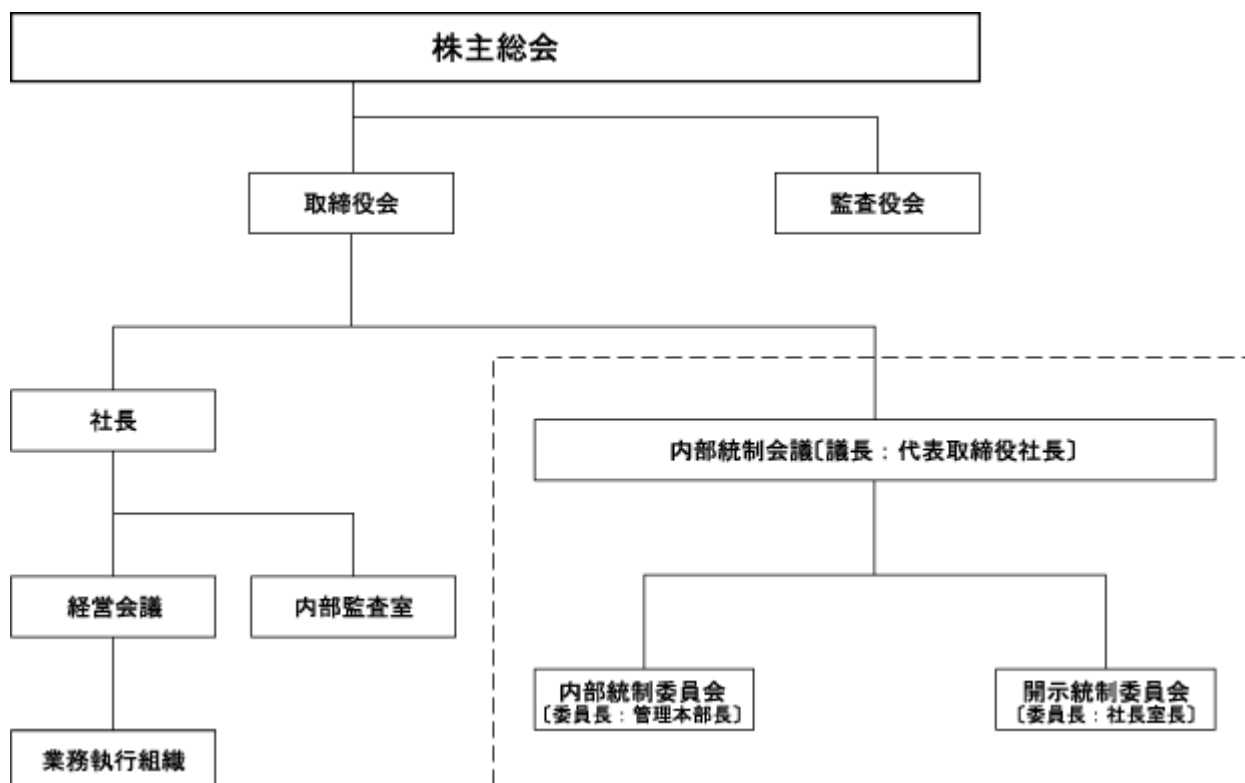 株主総会
取締役会
監査役会
社長
内部統制会議〔議長：代表取締役社長〕
経営会議
内部監査室
内部統制委員会
〔委員長：管理本部長〕
開示統制委員会
〔委員長：社長室長〕
業務執行組織